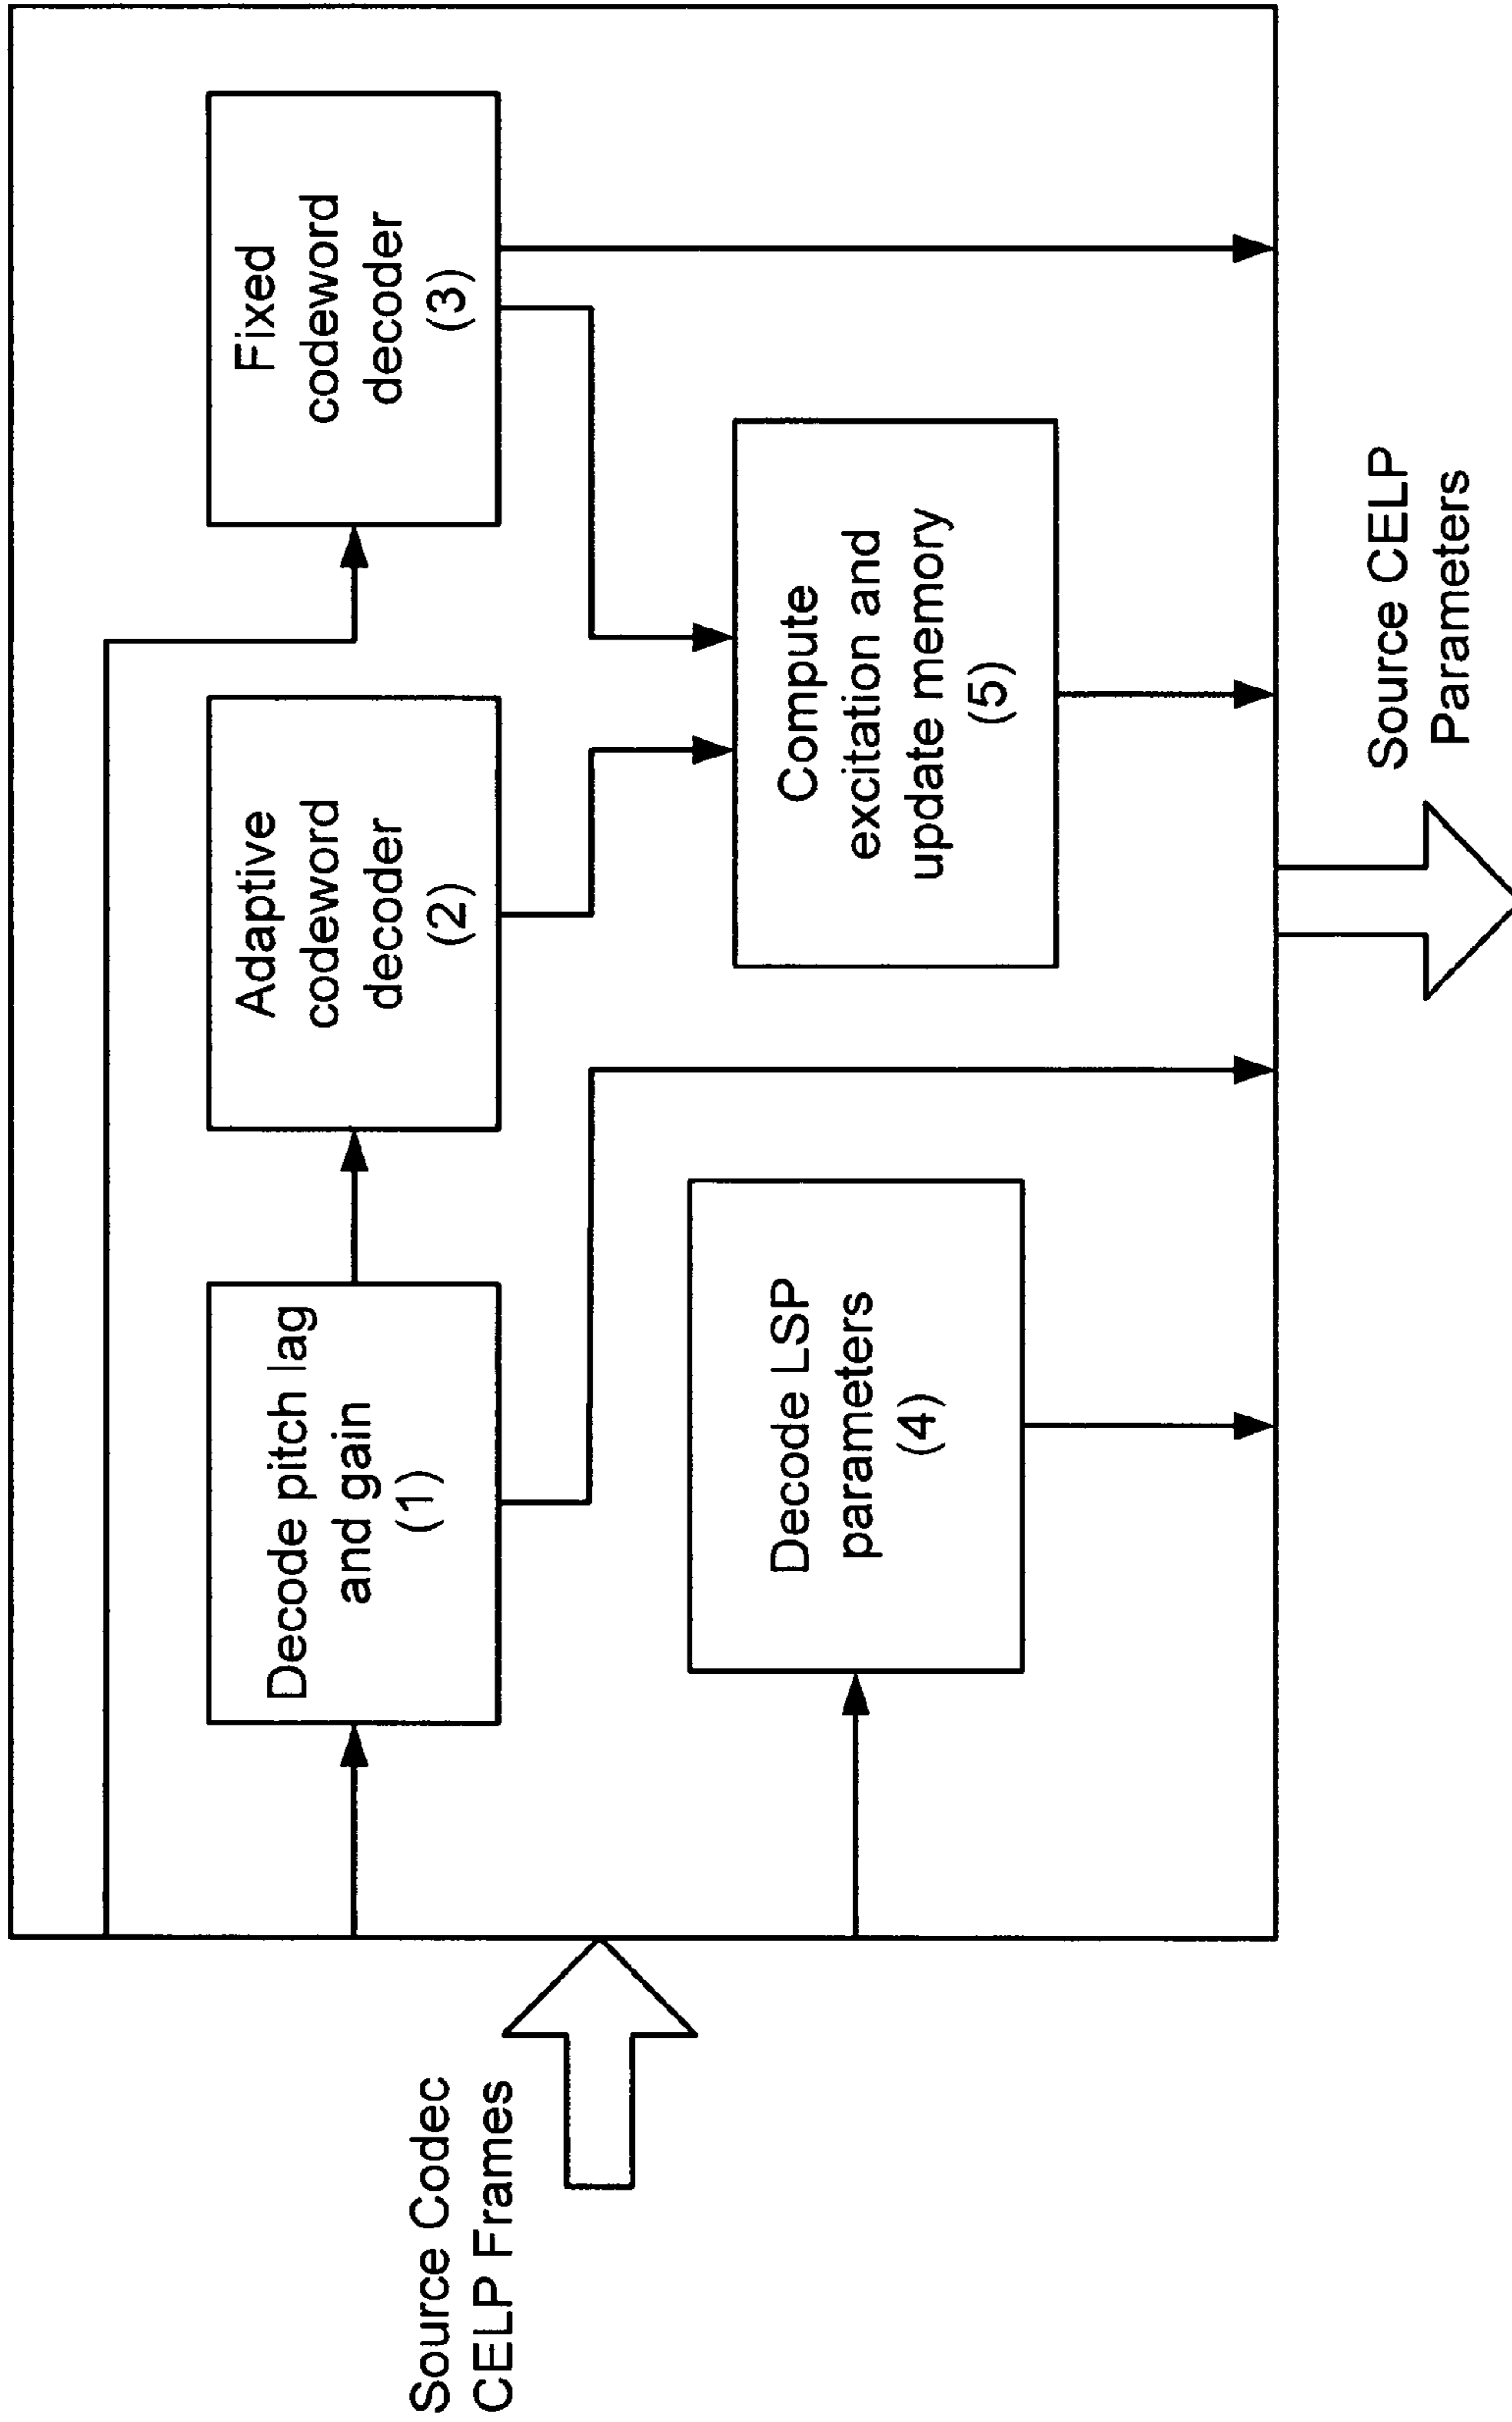 Source Codec
CELP Frames
Decode pitch lag
and gain
(1)
Adaptive
codeword
decoder
(2)
Fixed
codeword
decoder
(3)
Decode LSP
parameters
(4)
Compute
excitation and
update memory
(5)
Source CELP
Parameters